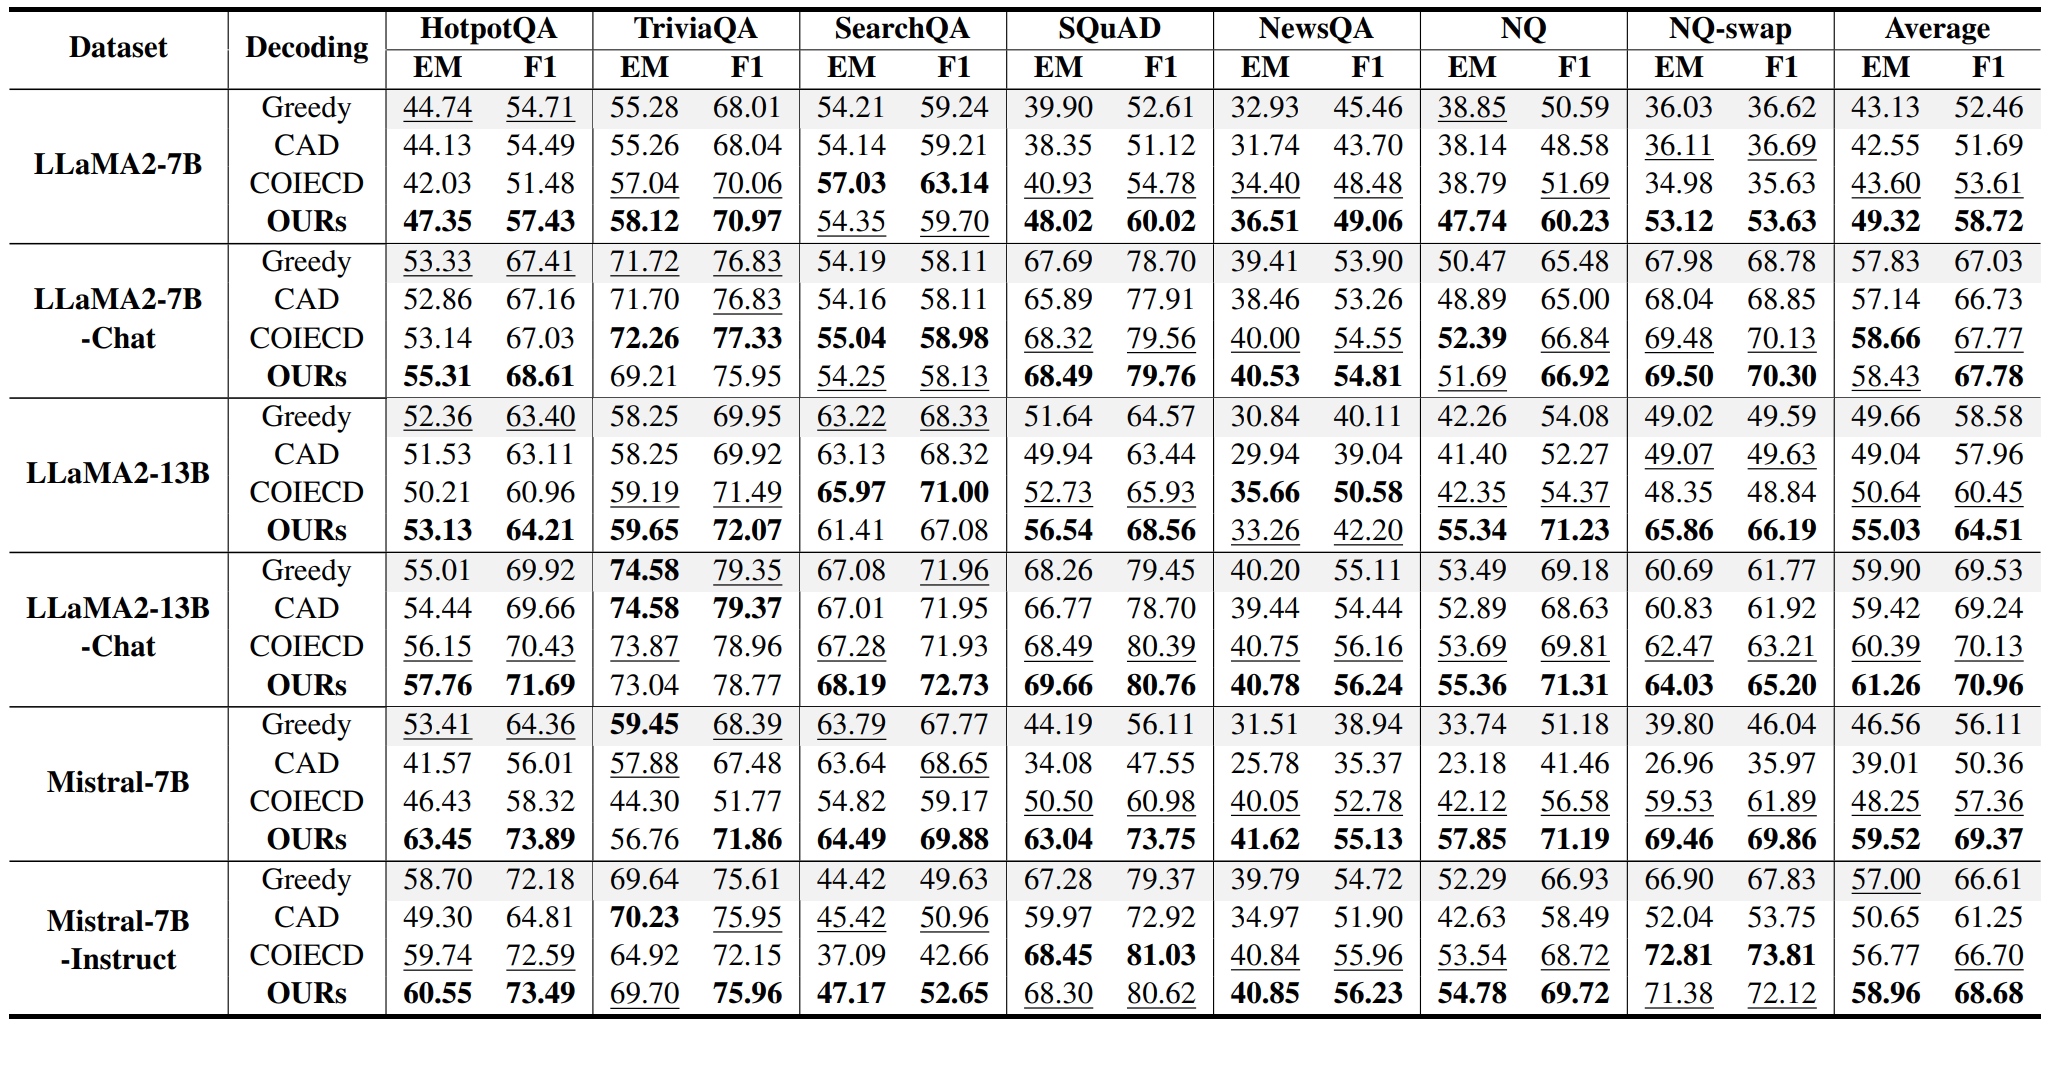 Dataset Decoding HotpotQA TriviaQA SearchQA SQuAD NewsQA NQ NQ-swap Average
EM F1 EM F1 EM F1 EM F1 EM F1 EM F1 EM F1 EM F1
LLaMA2-7B
Greedy 44.74 54.71 55.28 68.01 54.21 59.24 39.90 52.61 32.93 45.46 38.85 50.59 36.03 36.62 43.13 52.46
CAD 44.13 54.49 55.26 68.04 54.14 59.21 38.35 51.12 31.74 43.70 38.14 48.58 36.11 36.69 42.55 51.69
COIECD 42.03 51.48 57.04 70.06 57.03 63.14 40.93 54.78 34.40 48.48 38.79 51.69 34.98 35.63 43.60 53.61
OURs 47.35 57.43 58.12 70.97 54.35 59.70 48.02 60.02 36.51 49.06 47.74 60.23 53.12 53.63 49.32 58.72
LLaMA2-7B
-Chat
Greedy 53.33 67.41 71.72 76.83 54.19 58.11 67.69 78.70 39.41 53.90 50.47 65.48 67.98 68.78 57.83 67.03
CAD 52.86 67.16 71.70 76.83 54.16 58.11 65.89 77.91 38.46 53.26 48.89 65.00 68.04 68.85 57.14 66.73
COIECD 53.14 67.03 72.26 77.33 55.04 58.98 68.32 79.56 40.00 54.55 52.39 66.84 69.48 70.13 58.66 67.77
OURs 55.31 68.61 69.21 75.95 54.25 58.13 68.49 79.76 40.53 54.81 51.69 66.92 69.50 70.30 58.43 67.78
LLaMA2-13B
Greedy 52.36 63.40 58.25 69.95 63.22 68.33 51.64 64.57 30.84 40.11 42.26 54.08 49.02 49.59 49.66 58.58
CAD 51.53 63.11 58.25 69.92 63.13 68.32 49.94 63.44 29.94 39.04 41.40 52.27 49.07 49.63 49.04 57.96
COIECD 50.21 60.96 59.19 71.49 65.97 71.00 52.73 65.93 35.66 50.58 42.35 54.37 48.35 48.84 50.64 60.45
OURs 53.13 64.21 59.65 72.07 61.41 67.08 56.54 68.56 33.26 42.20 55.34 71.23 65.86 66.19 55.03 64.51
LLaMA2-13B
-Chat
Greedy 55.01 69.92 74.58 79.35 67.08 71.96 68.26 79.45 40.20 55.11 53.49 69.18 60.69 61.77 59.90 69.53
CAD 54.44 69.66 74.58 79.37 67.01 71.95 66.77 78.70 39.44 54.44 52.89 68.63 60.83 61.92 59.42 69.24
COIECD 56.15 70.43 73.87 78.96 67.28 71.93 68.49 80.39 40.75 56.16 53.69 69.81 62.47 63.21 60.39 70.13
OURs 57.76 71.69 73.04 78.77 68.19 72.73 69.66 80.76 40.78 56.24 55.36 71.31 64.03 65.20 61.26 70.96
Mistral-7B
Greedy 53.41 64.36 59.45 68.39 63.79 67.77 44.19 56.11 31.51 38.94 33.74 51.18 39.80 46.04 46.56 56.11
CAD 41.57 56.01 57.88 67.48 63.64 68.65 34.08 47.55 25.78 35.37 23.18 41.46 26.96 35.97 39.01 50.36
COIECD 46.43 58.32 44.30 51.77 54.82 59.17 50.50 60.98 40.05 52.78 42.12 56.58 59.53 61.89 48.25 57.36
OURs 63.45 73.89 56.76 71.86 64.49 69.88 63.04 73.75 41.62 55.13 57.85 71.19 69.46 69.86 59.52 69.37
Mistral-7B
-Instruct
Greedy 58.70 72.18 69.64 75.61 44.42 49.63 67.28 79.37 39.79 54.72 52.29 66.93 66.90 67.83 57.00 66.61
CAD 49.30 64.81 70.23 75.95 45.42 50.96 59.97 72.92 34.97 51.90 42.63 58.49 52.04 53.75 50.65 61.25
COIECD 59.74 72.59 64.92 72.15 37.09 42.66 68.45 81.03 40.84 55.96 53.54 68.72 72.81 73.81 56.77 66.70
OURs 60.55 73.49 69.70 75.96 47.17 52.65 68.30 80.62 40.85 56.23 54.78 69.72 71.38 72.12 58.96 68.68